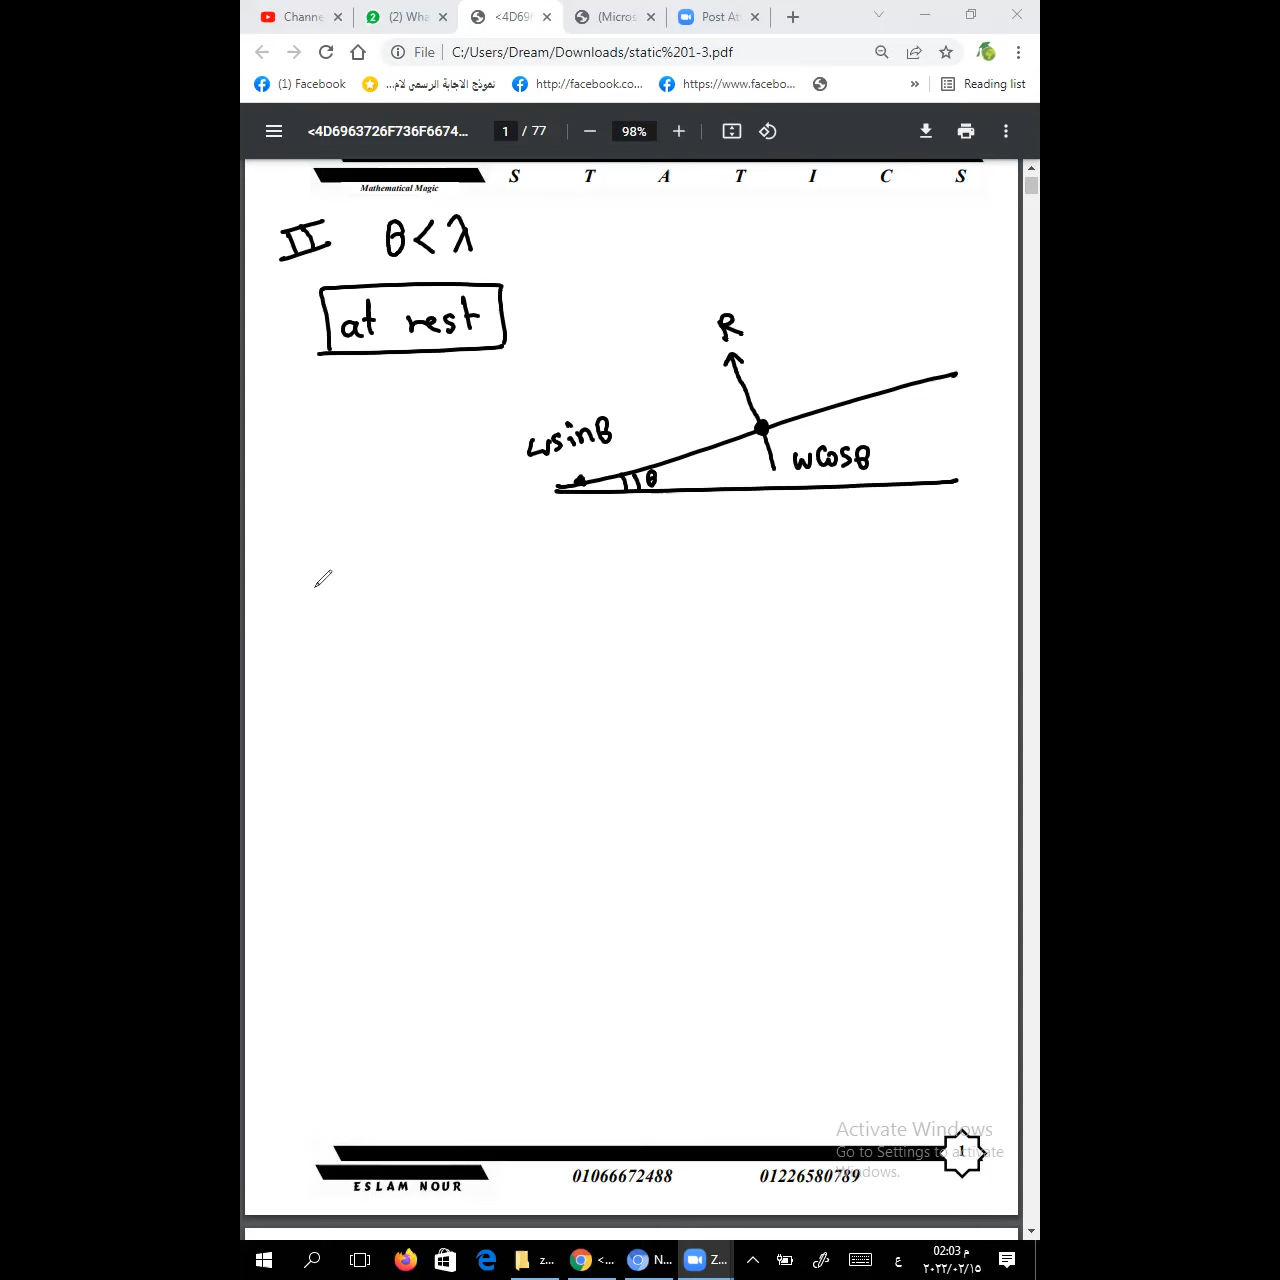 Channe
(2) Wha
<4D69
(Micros
Post At
File
C:/Users/Dream/Downloads/static%201-3.pdf
(1) Facebook
نموذج الاجابة الرسمى لام...
http://facebook.co...
https://www.facebo...
»
Reading list
<4D6963726F736F6674...
1 / 77
98%
Mathematical Magic
S T A T I C S
II θ < λ
at rest
R
wsinθ
wcosθ
θ
Activate Windows
Go to Settings to activate
Windows.
1
ESLAM NOUR
01066672488
01226580789
z...
<...
N...
Z...
ع
02:03 م
٢٠٢٢/٠٢/١٥